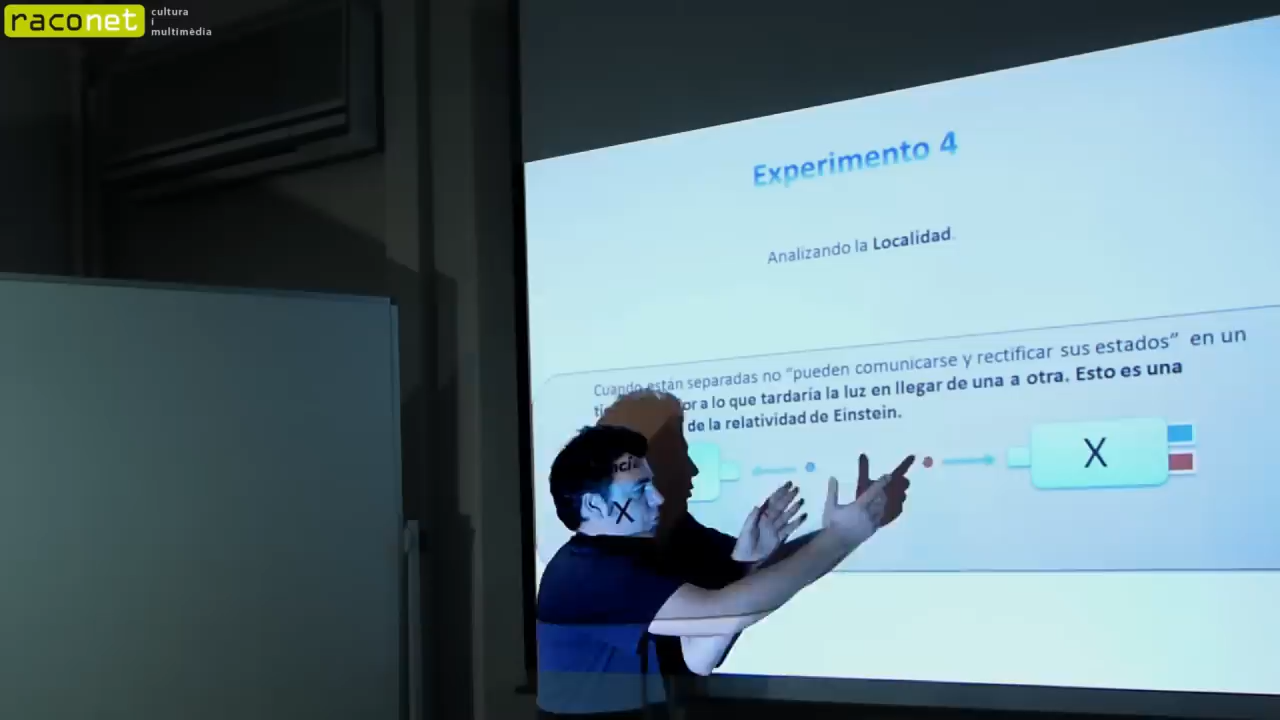 raconet
cultura
i
multimèdia
Experimento 4
Analizando la Localidad.
Cuando están separadas no “pueden comunicarse y rectificar sus estados” en un
a lo que tardaría la luz en llegar de una a otra. Esto es una
de la relatividad de Einstein.
X
X